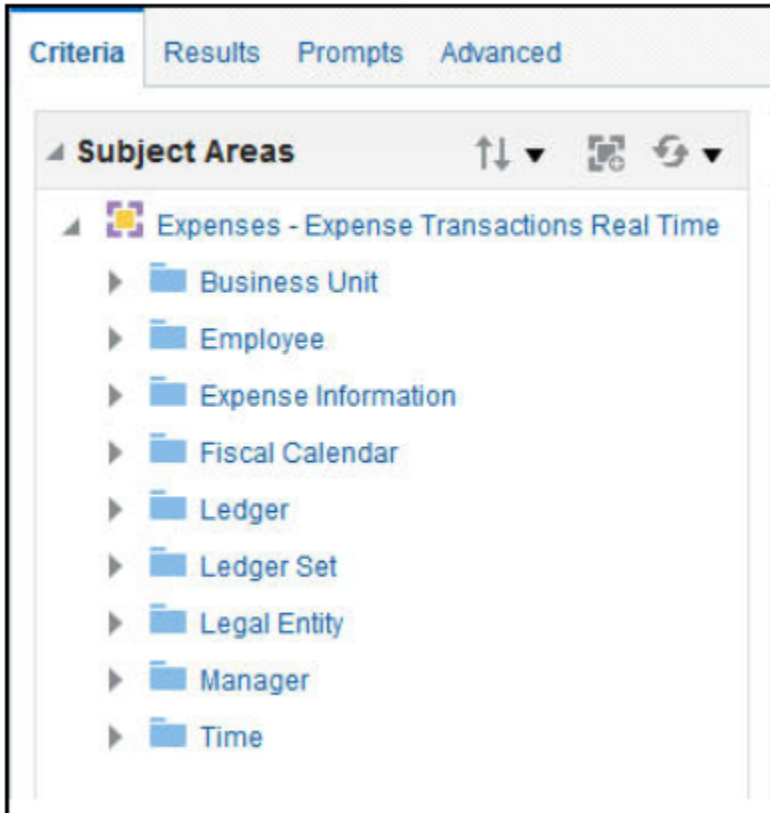 Criteria Results Prompts Advanced
Subject Areas
Expenses - Expense Transactions Real Time
Business Unit
Employee
Expense Information
Fiscal Calendar
Ledger
Ledger Set
Legal Entity
Manager
Time